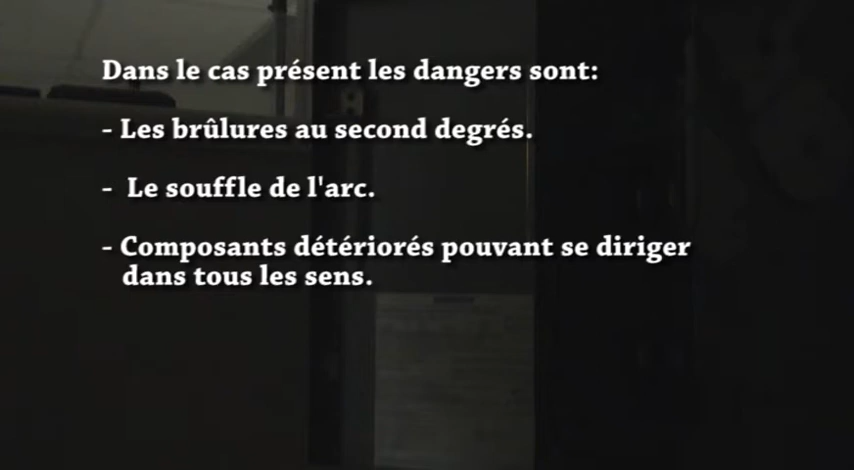 Dans le cas présent les dangers sont:
- Les brûlures au second degrés.
- Le souffle de l'arc.
- Composants détériorés pouvant se diriger
dans tous les sens.